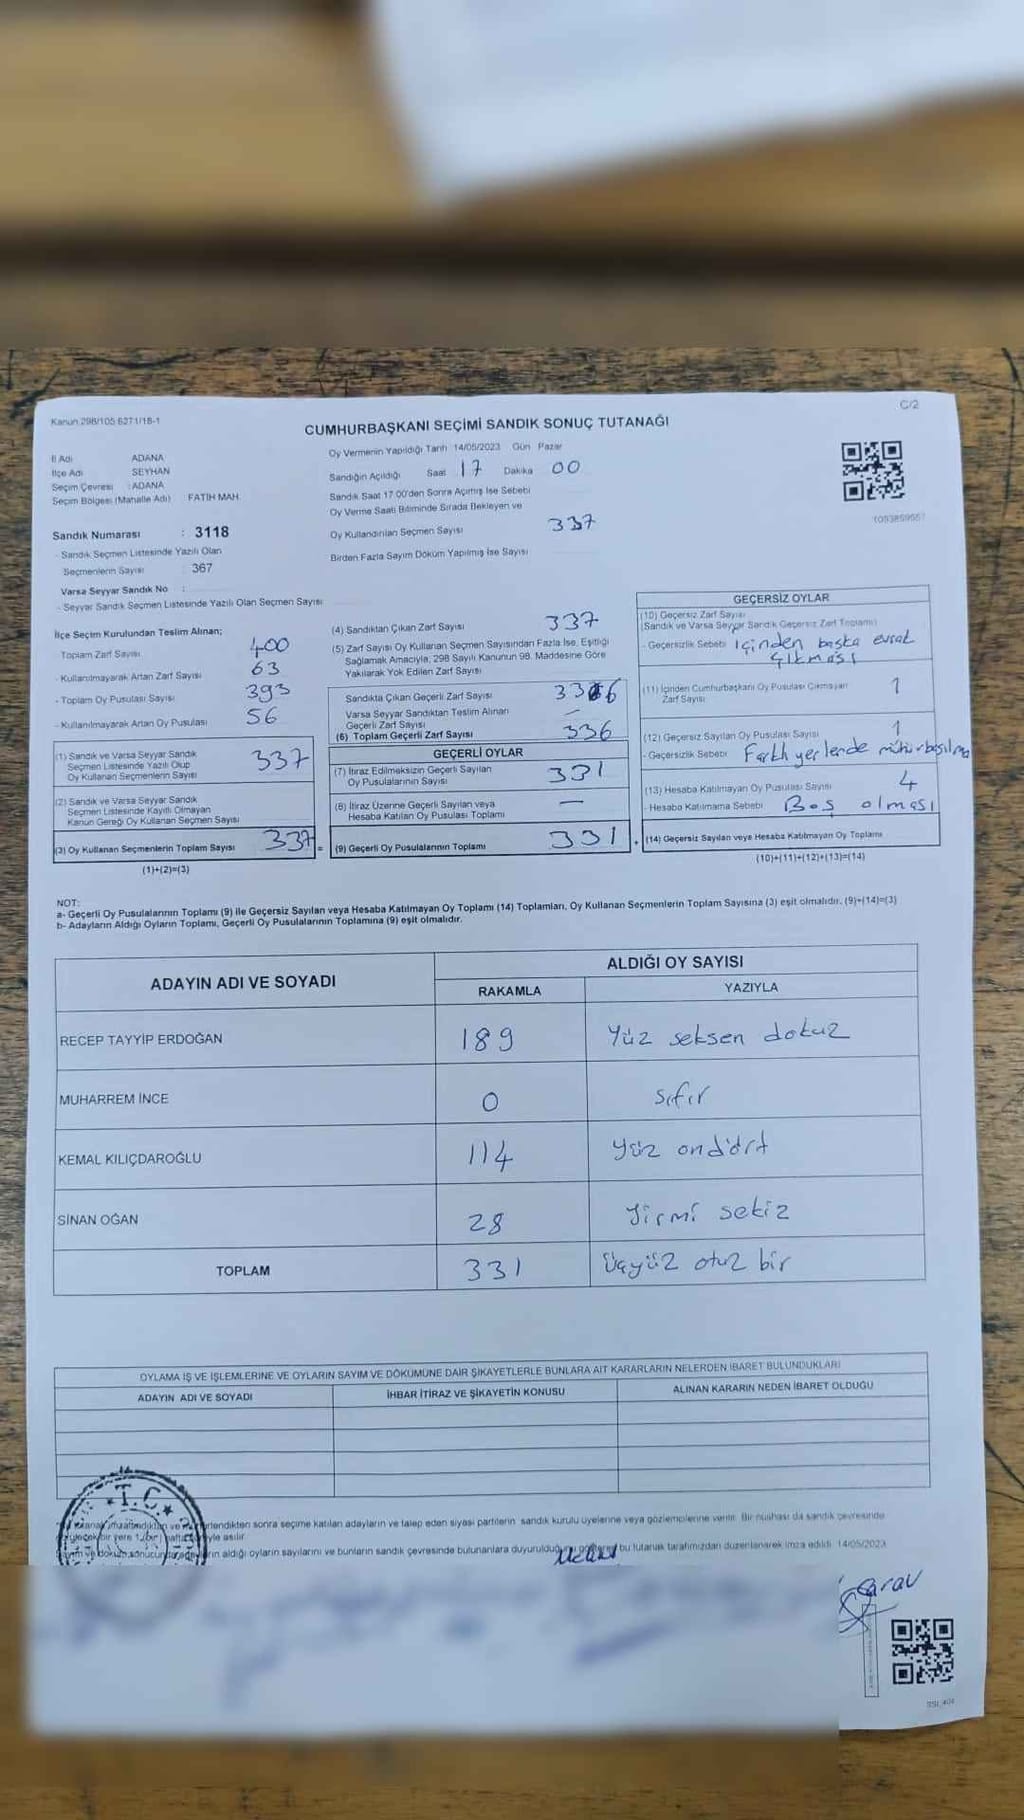 Kanun 298/105 6271/18-1
C/2
CUMHURBAŞKANI SEÇİMİ SANDIK SONUÇ TUTANAĞI
İl Adı ADANA
İlçe Adı SEYHAN
Seçim Çevresi : ADANA
Seçim Bölgesi (Mahalle Adı) FATİH MAH.
Sandık Numarası : 3118
- Sandık Seçmen Listesinde Yazılı Olan
Seçmenlerin Sayısı : 367
Varsa Seyyar Sandık No :
- Seyyar Sandık Seçmen Listesinde Yazılı Olan Seçmen Sayısı
Oy Vermenin Yapıldığı Tarih 14/05/2023 Gün Pazar
Sandığın Açıldığı Saat 17 Dakika 00
Sandık Saat 17.00'den Sonra Açılmış İse Sebebi
Oy Verme Saati Bitiminde Sırada Bekleyen ve
Oy Kullandırılan Seçmen Sayısı 337
Birden Fazla Sayım Döküm Yapılmış İse Sayısı
1053859557
İlçe Seçim Kurulundan Teslim Alınan;
Toplam Zarf Sayısı 400
- Kullanılmayarak Artan Zarf Sayısı 63
- Toplam Oy Pusulası Sayısı 393
- Kullanılmayarak Artan Oy Pusulası 56
(1) Sandık ve Varsa Seyyar Sandık
Seçmen Listesinde Yazılı Olup
Oy Kullanan Seçmenlerin Sayısı 337
(2) Sandık ve Varsa Seyyar Sandık
Seçmen Listesinde Kayıtlı Olmayan
Kanun Gereği Oy Kullanan Seçmen Sayısı
(3) Oy Kullanan Seçmenlerin Toplam Sayısı 337 =
(1)+(2)=(3)
(4) Sandıktan Çıkan Zarf Sayısı 337
(5) Zarf Sayısı Oy Kullanan Seçmen Sayısından Fazla İse, Eşitliği
Sağlamak Amacıyla; 298 Sayılı Kanunun 98. Maddesine Göre
Yakılarak Yok Edilen Zarf Sayısı
Sandıkta Çıkan Geçerli Zarf Sayısı 336
Varsa Seyyar Sandıktan Teslim Alınan
Geçerli Zarf Sayısı —
(6) Toplam Geçerli Zarf Sayısı 336
GEÇERLİ OYLAR
(7) İtiraz Edilmeksizin Geçerli Sayılan
Oy Pusulalarının Sayısı 331
(8) İtiraz Üzerine Geçerli Sayılan veya
Hesaba Katılan Oy Pusulası Toplamı —
(9) Geçerli Oy Pusulalarının Toplamı 331 +
GEÇERSİZ OYLAR
(10) Geçersiz Zarf Sayısı
(Sandık ve Varsa Seyyar Sandık Geçersiz Zarf Toplamı)
- Geçersizlik Sebebi İçinden başka evrak
çıkması
(11) İçinden Cumhurbaşkanı Oy Pusulası Çıkmayan 1
Zarf Sayısı
(12) Geçersiz Sayılan Oy Pusulası Sayısı 1
- Geçersizlik Sebebi Farklı yerlerde mühür basılma
(13) Hesaba Katılmayan Oy Pusulası Sayısı 4
- Hesaba Katılmama Sebebi Boş olması
(14) Geçersiz Sayılan veya Hesaba Katılmayan Oy Toplamı
(10)+(11)+(12)+(13)=(14)
NOT:
a- Geçerli Oy Pusulalarının Toplamı (9) ile Geçersiz Sayılan veya Hesaba Katılmayan Oy Toplamı (14) Toplamları, Oy Kullanan Seçmenlerin Toplam Sayısına (3) eşit olmalıdır. (9)+(14)=(3)
b- Adayların Aldığı Oyların Toplamı, Geçerli Oy Pusulalarının Toplamına (9) eşit olmalıdır.
ADAYIN ADI VE SOYADI
ALDIĞI OY SAYISI
RAKAMLA YAZIYLA
RECEP TAYYİP ERDOĞAN 189 Yüz seksen dokuz
MUHARREM İNCE 0 sıfır
KEMAL KILIÇDAROĞLU 114 yüz ondört
SİNAN OĞAN 28 yirmi sekiz
TOPLAM 331 üçyüz otuz bir
OYLAMA İŞ VE İŞLEMLERİNE VE OYLARIN SAYIM VE DÖKÜMÜNE DAİR ŞİKAYETLERLE BUNLARA AİT KARARLARIN NELERDEN İBARET BULUNDUKLARI
ADAYIN ADI VE SOYADI İHBAR İTİRAZ VE ŞİKAYETİN KONUSU ALINAN KARARIN NEDEN İBARET OLDUĞU
T.C.
sonra seçime katılan adayların ve talep eden siyasi partilerin sandık kurulu üyelerine veya gözlemcilerine verilir. Bir nüshası da sandık çevresinde
aldığı oyların sayılarını ve bunların sandık çevresinde bulunanlara duyurulduğunu bu tutanak tarafımızdan düzenlenerek imza edildi. 14/05/2023